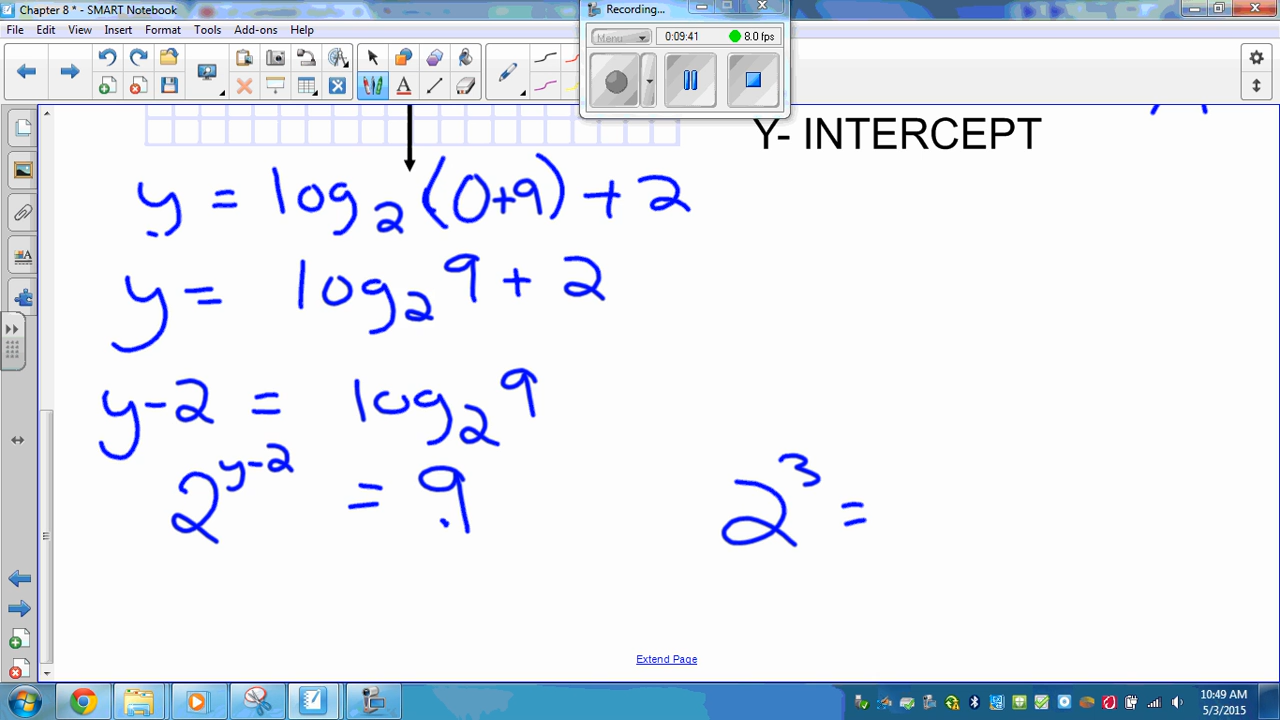 Chapter 8 * - SMART Notebook
Recording...
File Edit View Insert Format Tools Add-ons Help
Menu 0:09:41 8.0 fps
Y- INTERCEPT
y = log₂ (0+9) + 2
y = log₂ 9 + 2
y-2 = log₂ 9
2^(y-2) = 9
2³ =
Extend Page
10:49 AM
5/3/2015